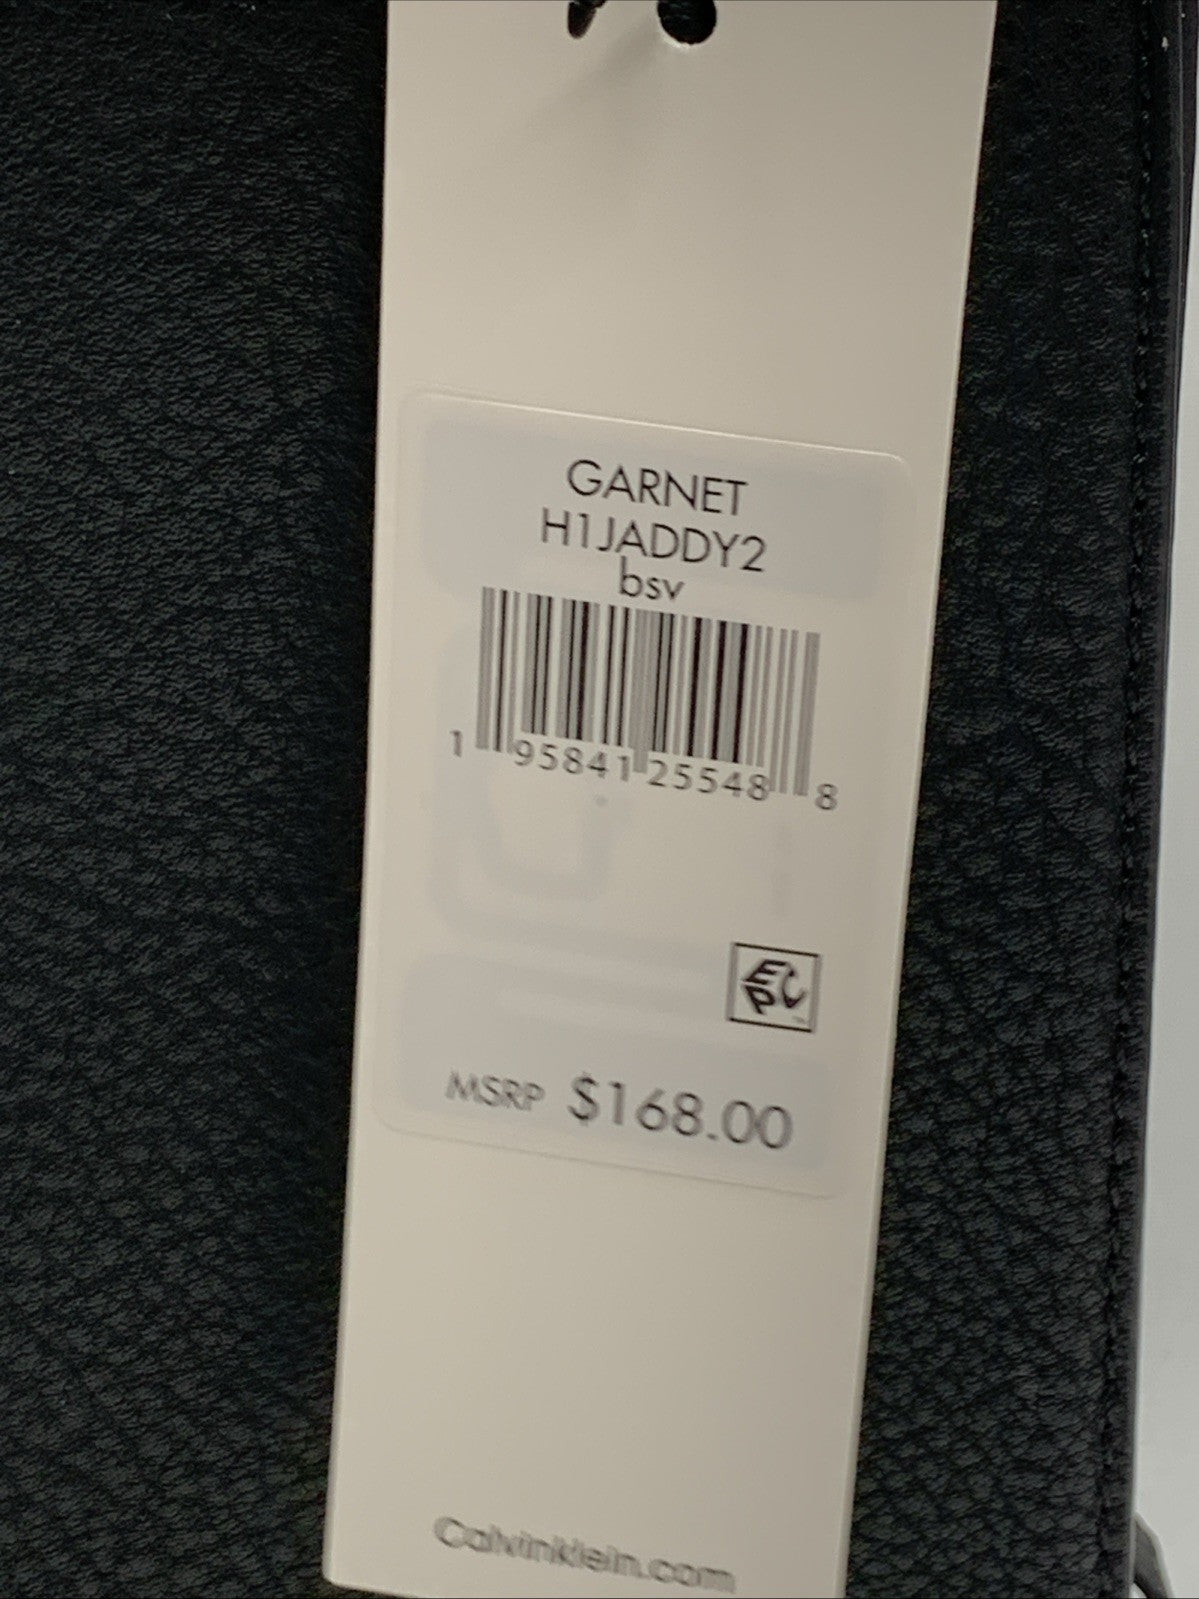 GARNET
H1JADDY2
bsv
1 95841 25548 8
EPC
MSRP $168.00
Calvinklein.com